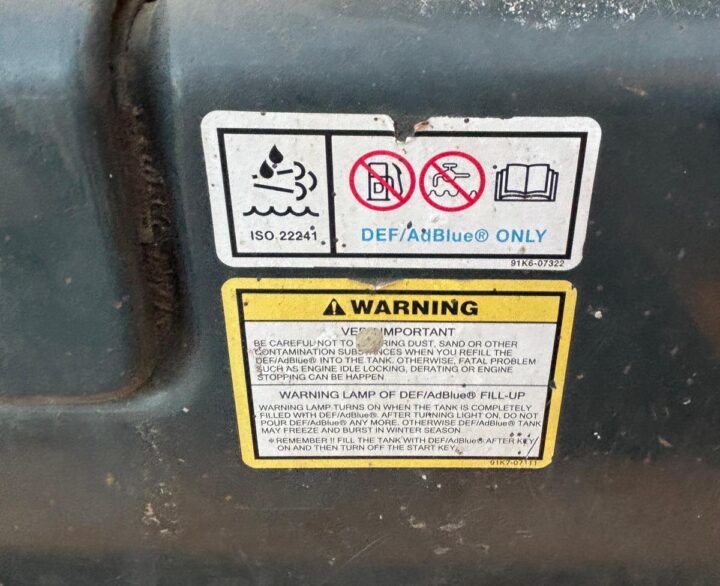 ISO 22241
D
DEF/AdBlue® ONLY
91K6-07322
WARNING
IMPORTANT
BE CAREFUL NOT TO RING DUST, SAND OR OTHER
CONTAMINATION SUBSTANCES WHEN YOU REFILL THE
DEF/AdBlue® INTO THE TANK. OTHERWISE, FATAL PROBLEM
SUCH AS ENGINE IDLE LOCKING, DERATING OR ENGINE
STOPPING CAN BE HAPPEN
WARNING LAMP OF DEF/AdBlue® FILL-UP
WARNING LAMP TURNS ON WHEN THE TANK IS COMPLETELY
FILLED WITH DEF/AdBlue®. AFTER TURNING LIGHT ON, DO NOT
POUR DEF/AdBlue® ANY MORE. OTHERWISE DEF/AdBlue® TANK
MAY FREEZE AND BURST IN WINTER SEASON
※REMEMBER !! FILL THE TANK WITH DEF/AdBlue® AFTER KEY
ON AND THEN TURN OFF THE START KEY.
91K7-07111